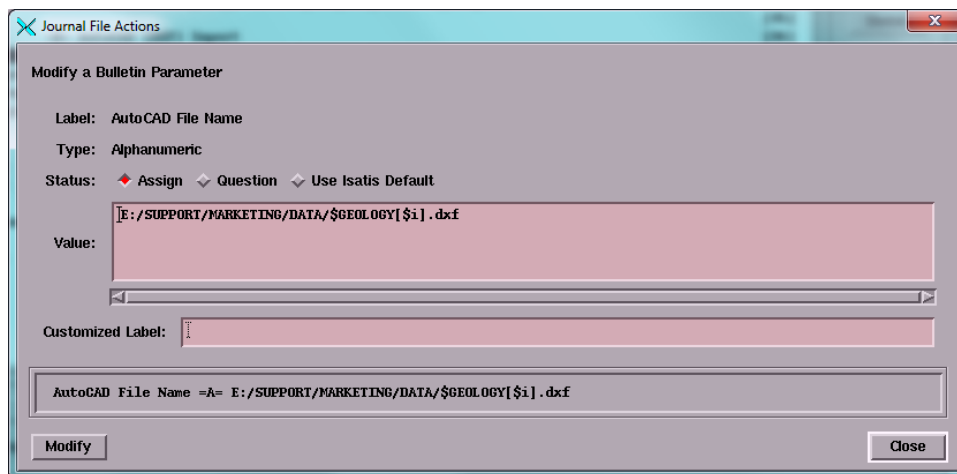 Journal File Actions
Modify a Bulletin Parameter
Label: AutoCAD File Name
Type: Alphanumeric
Status: Assign Question Use Isatis Default
Value: E:/SUPPORT/MARKETING/DATA/$GEOLOGY[$i].dxf
Customized Label:
AutoCAD File Name =A= E:/SUPPORT/MARKETING/DATA/$GEOLOGY[$i].dxf
Modify Close